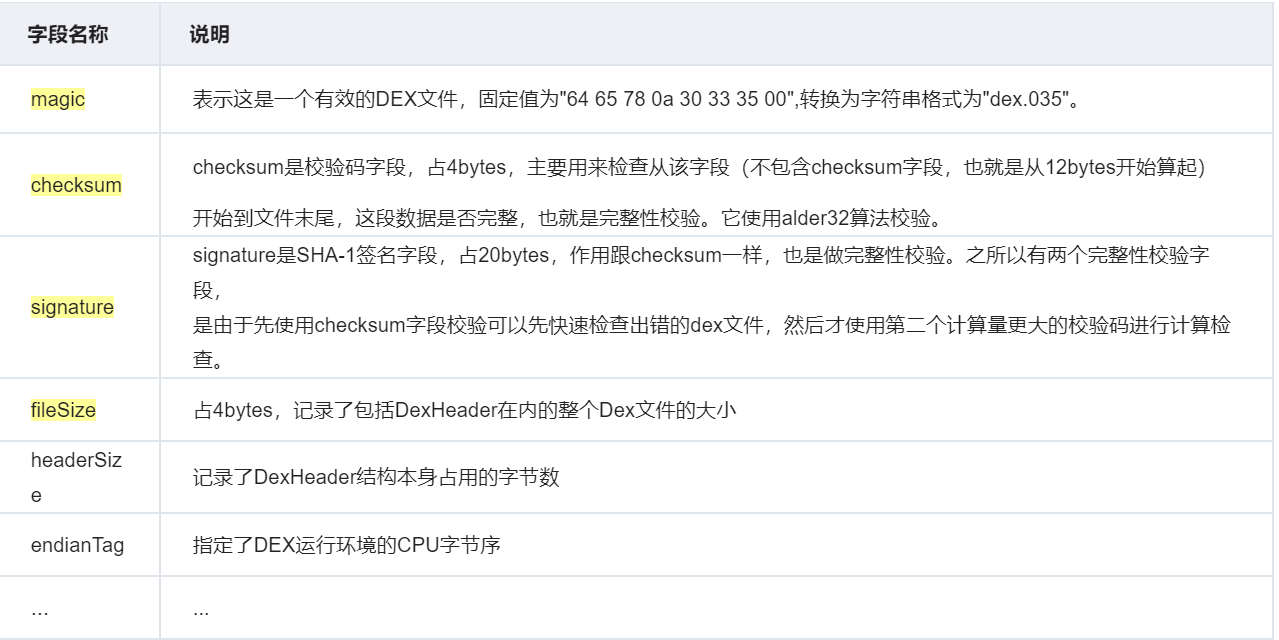 字段名称 说明
magic 表示这是一个有效的DEX文件，固定值为"64 65 78 0a 30 33 35 00",转换为字符串格式为"dex.035"。
checksum checksum是校验码字段，占4bytes，主要用来检查从该字段（不包含checksum字段，也就是从12bytes开始算起）
开始到文件末尾，这段数据是否完整，也就是完整性校验。它使用alder32算法校验。
signature signature是SHA-1签名字段，占20bytes，作用跟checksum一样，也是做完整性校验。之所以有两个完整性校验字
段，
是由于先使用checksum字段校验可以先快速检查出错的dex文件，然后才使用第二个计算量更大的校验码进行计算检
查。
fileSize 占4bytes，记录了包括DexHeader在内的整个Dex文件的大小
headerSiz
e 记录了DexHeader结构本身占用的字节数
endianTag 指定了DEX运行环境的CPU字节序
... ...